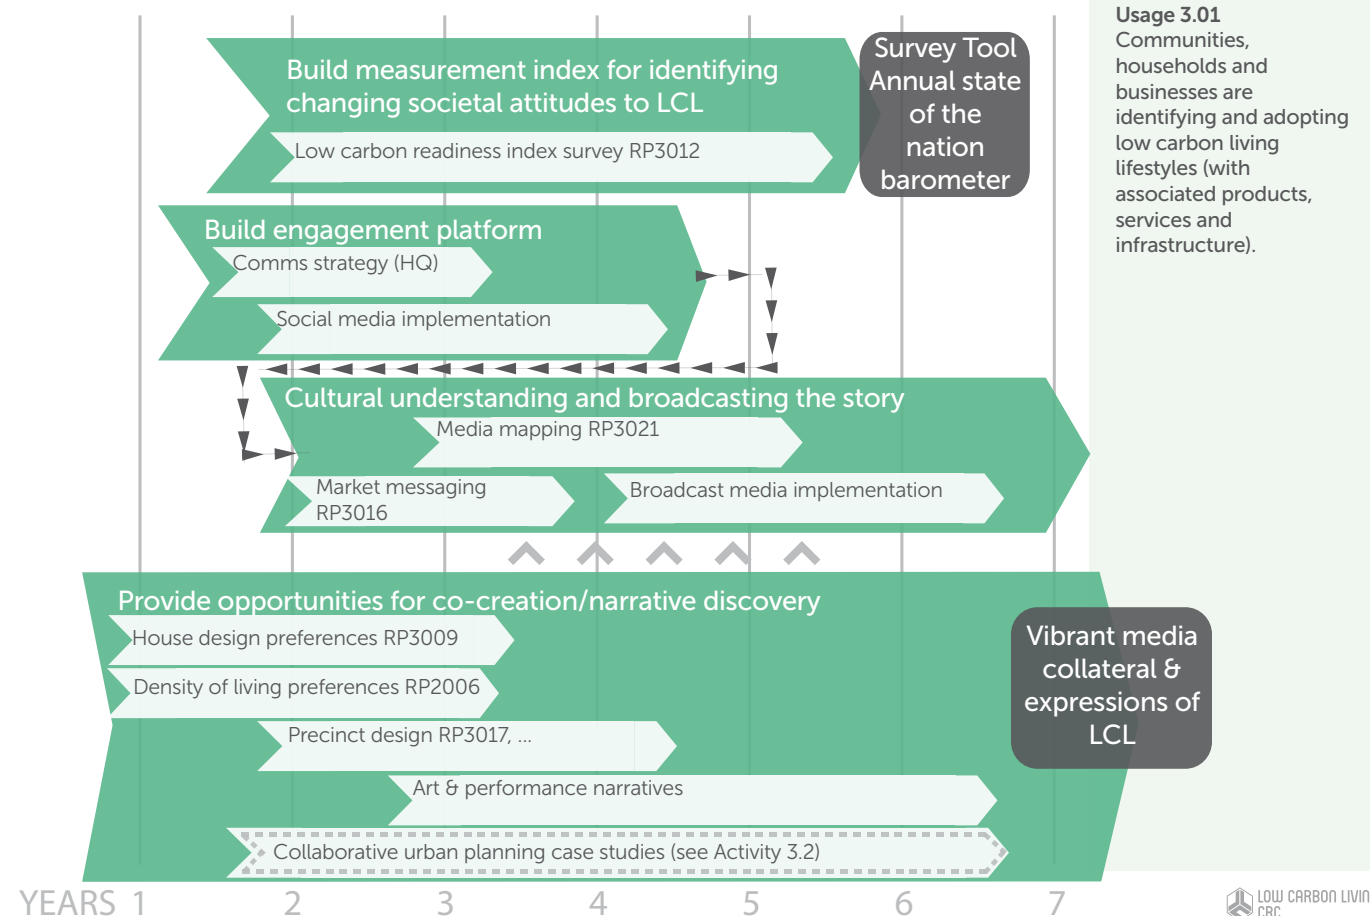 Build measurement index for identifying
changing societal attitudes to LCL
Low carbon readiness index survey RP3012
Survey Tool
Annual state
of the
nation
barometer
Usage 3.01
Communities,
households and
businesses are
identifying and adopting
low carbon living
lifestyles (with
associated products,
services and
infrastructure).
Build engagement platform
Comms strategy (HQ)
Social media implementation
Cultural understanding and broadcasting the story
Media mapping RP3021
Market messaging
RP3016
Broadcast media implementation
Provide opportunities for co-creation/narrative discovery
House design preferences RP3009
Density of living preferences RP2006
Precinct design RP3017, ...
Art & performance narratives
Collaborative urban planning case studies (see Activity 3.2)
Vibrant media
collateral &
expressions of
LCL
YEARS 1 2 3 4 5 6 7
LOW CARBON LIVIN
CRC